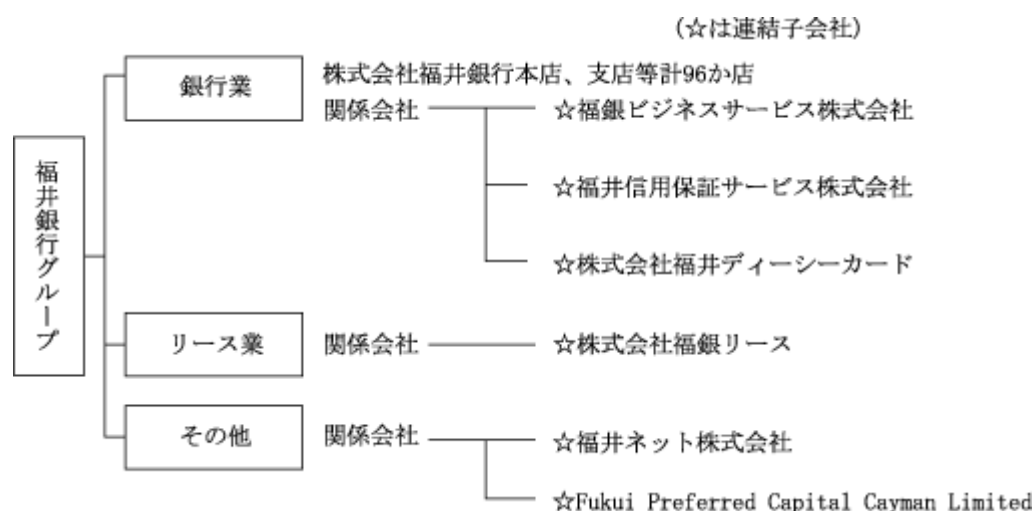 (☆は連結子会社)
福井銀行グループ
銀行業
株式会社福井銀行本店、支店等計96か店
関係会社
☆福銀ビジネスサービス株式会社
☆福井信用保証サービス株式会社
☆株式会社福井ディーシーカード
リース業
関係会社
☆株式会社福銀リース
その他
関係会社
☆福井ネット株式会社
☆Fukui Preferred Capital Cayman Limited